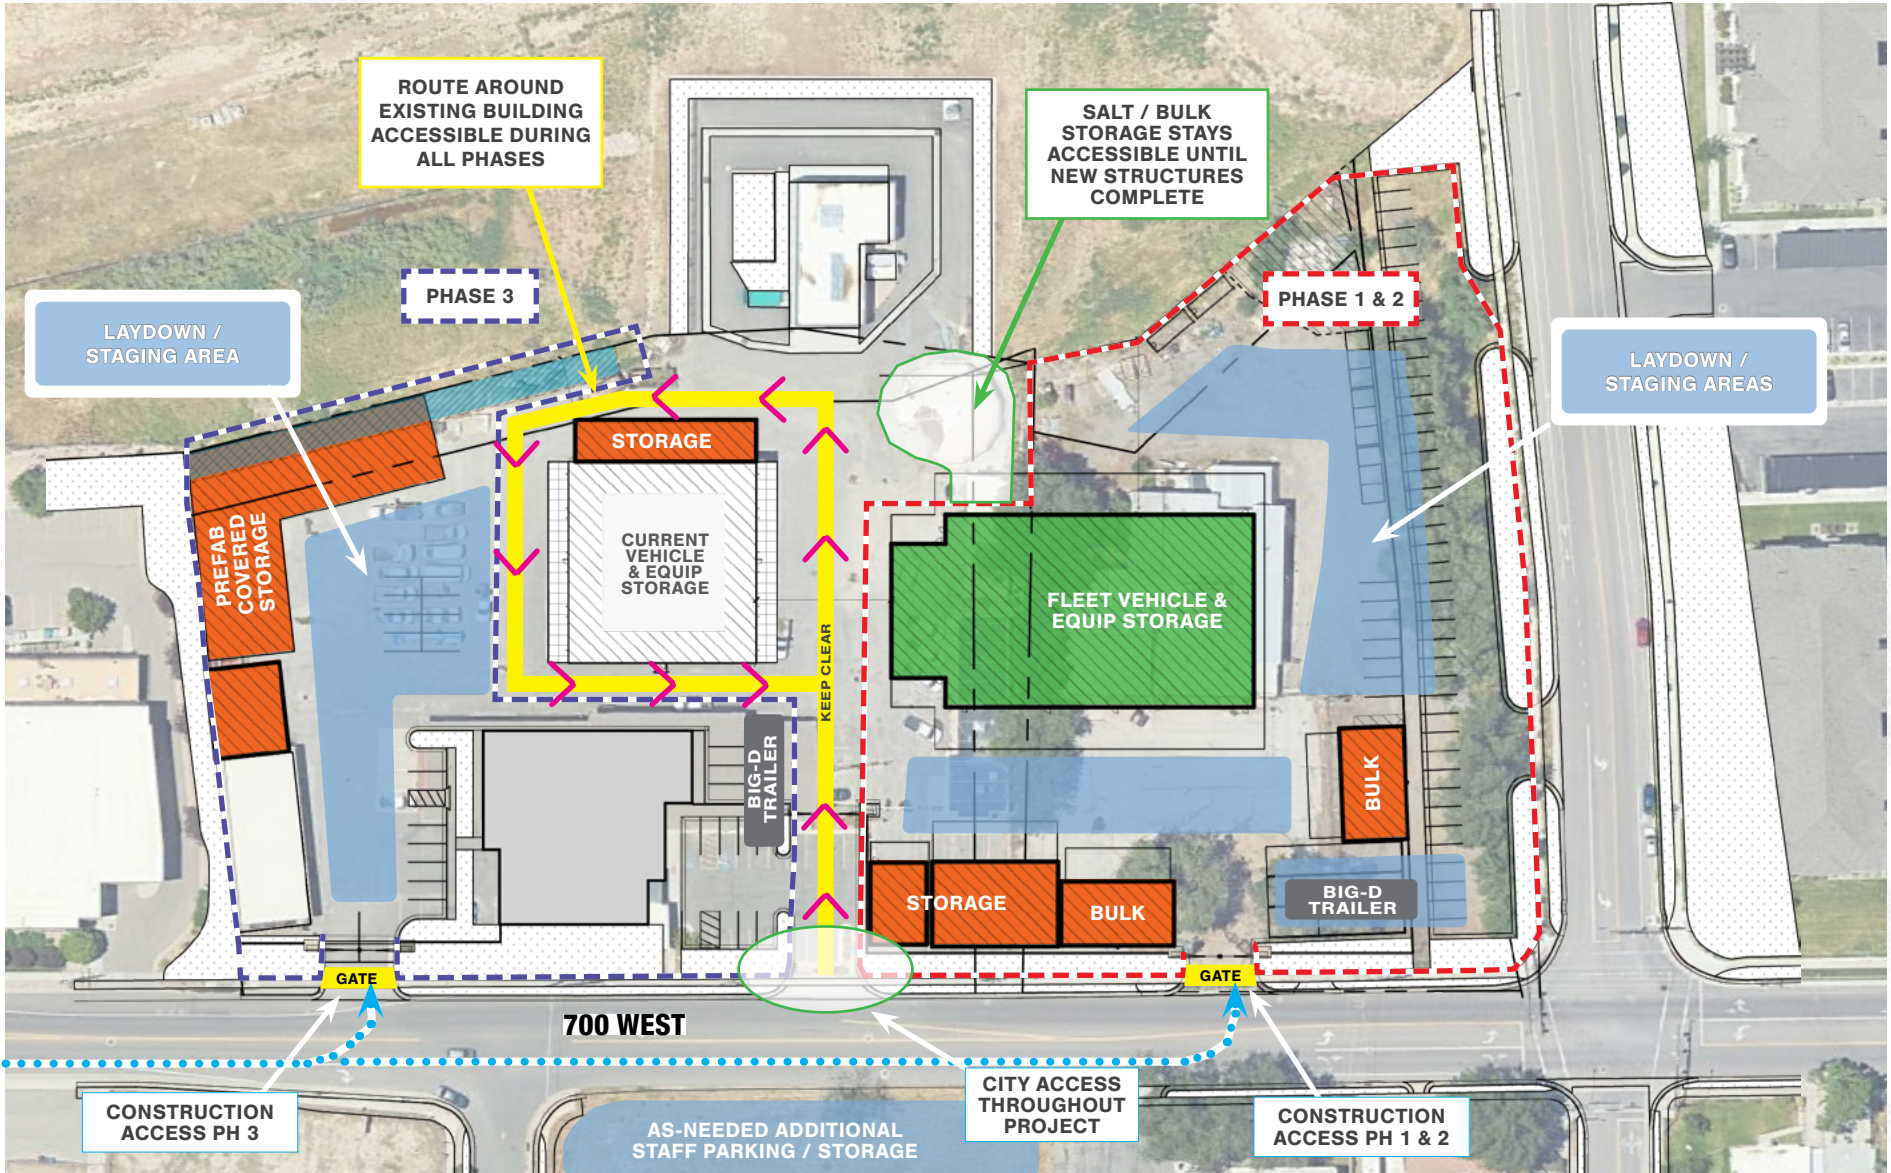 ROUTE AROUND
EXISTING BUILDING
ACCESSIBLE DURING
ALL PHASES
SALT / BULK
STORAGE STAYS
ACCESSIBLE UNTIL
NEW STRUCTURES
COMPLETE
PHASE 3
PHASE 1 & 2
LAYDOWN /
STAGING AREA
LAYDOWN /
STAGING AREAS
STORAGE
PREFAB
COVERED
STORAGE
CURRENT
VEHICLE
& EQUIP
STORAGE
FLEET VEHICLE &
EQUIP STORAGE
KEEP CLEAR
BIG-D
TRAILER
BULK
STORAGE
BULK
BIG-D
TRAILER
GATE
GATE
700 WEST
CONSTRUCTION
ACCESS PH 3
CITY ACCESS
THROUGHOUT
PROJECT
CONSTRUCTION
ACCESS PH 1 & 2
AS-NEEDED ADDITIONAL
STAFF PARKING / STORAGE